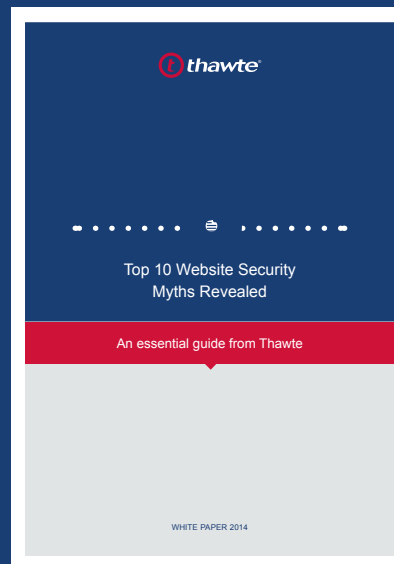 thawte
Top 10 Website Security
Myths Revealed
An essential guide from Thawte
WHITE PAPER 2014